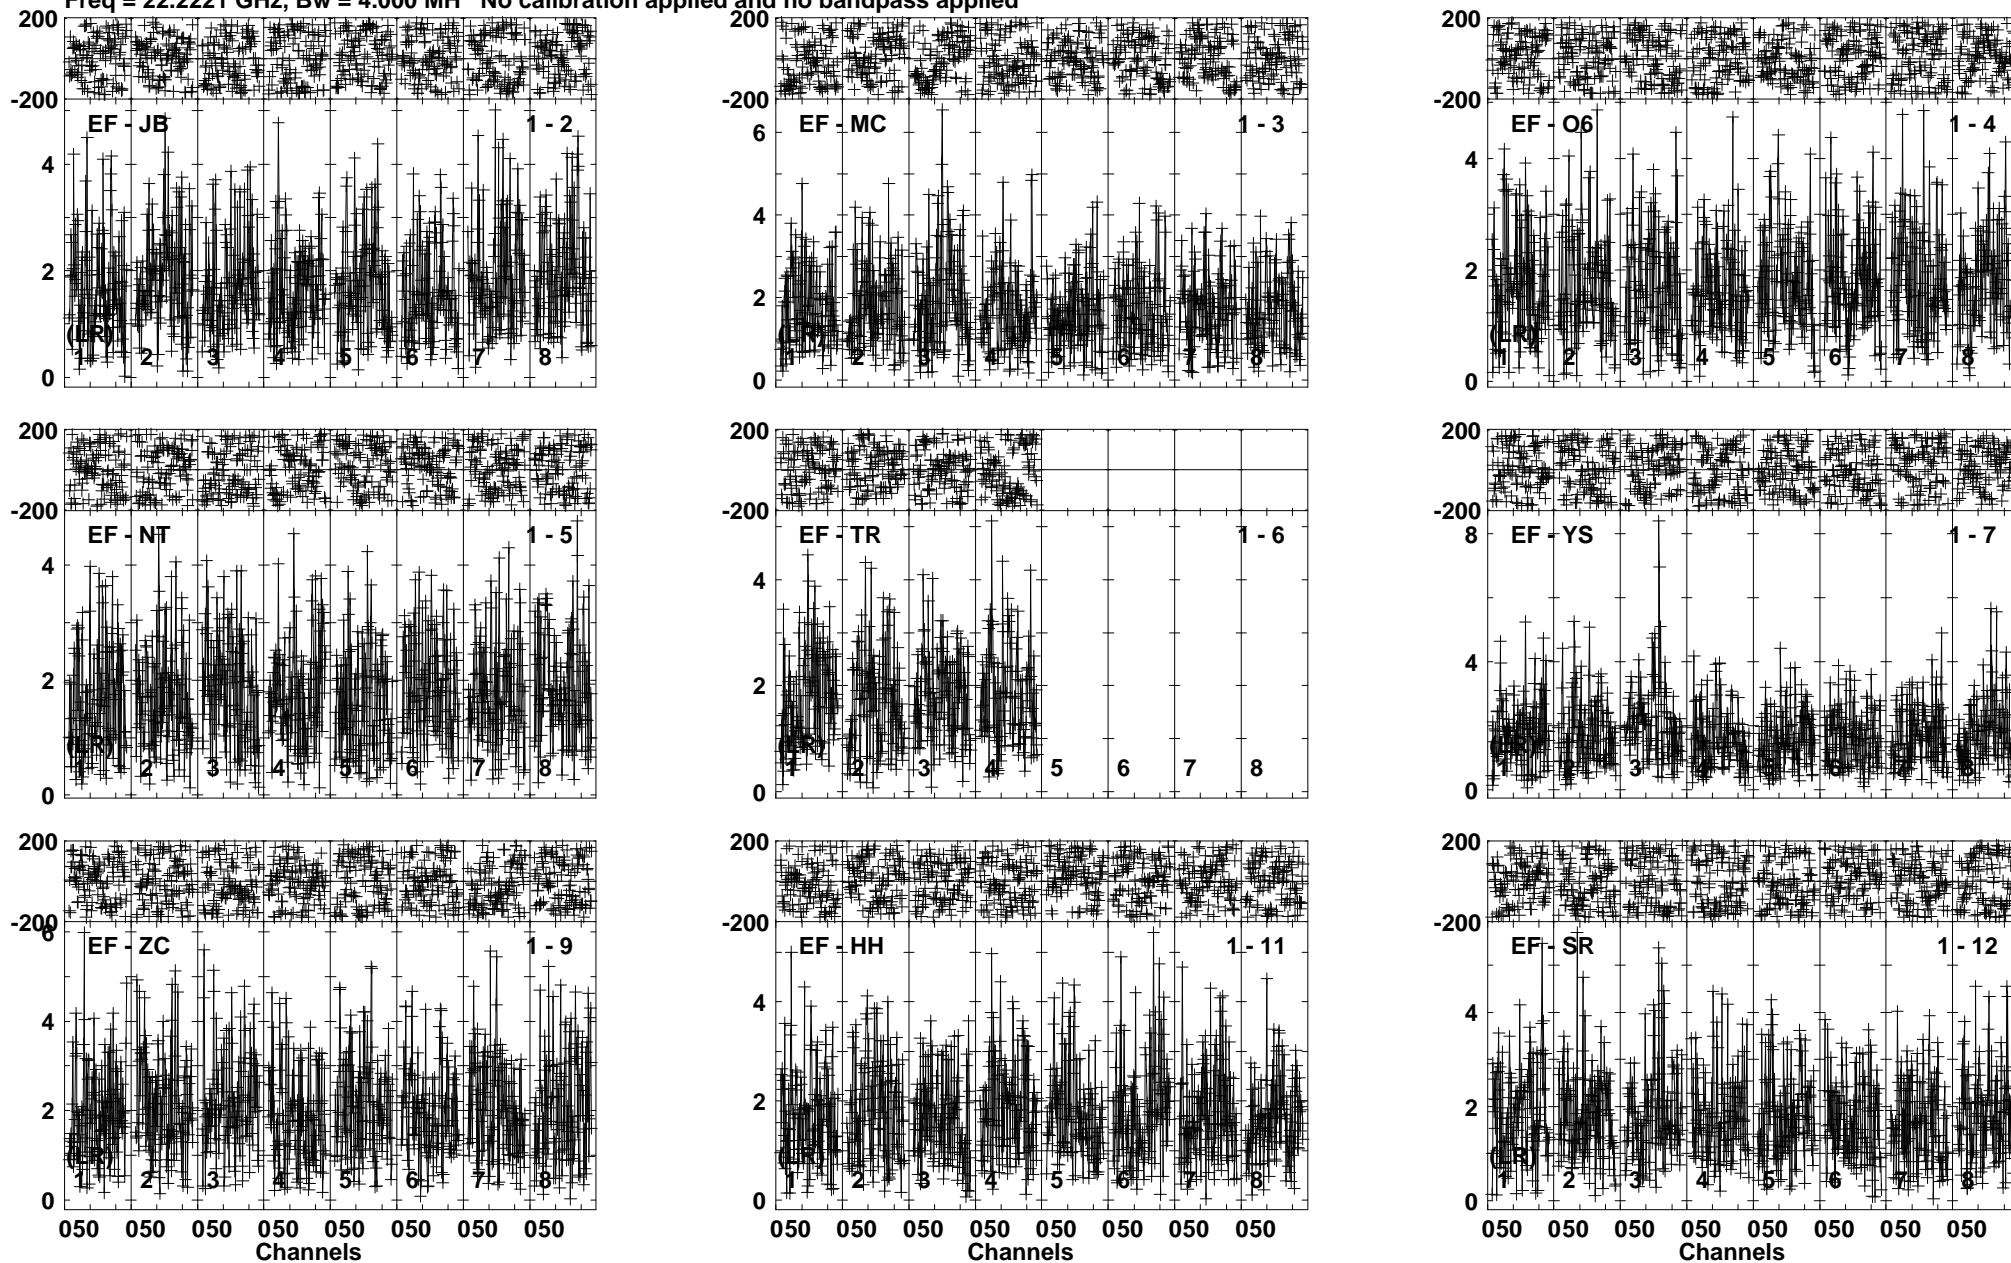 Freq = 22.2221 GHz, Bw = 4.000 MH No calibration applied and no bandpass applied
200 200 200
-200 -200 -200
EF - JB 1 - 2 EF - MC 1 - 3 EF - O6 1 - 4
6
4 4 4
2 2 2
(LR) (LR) (LR)
1 2 3 4 5 6 7 8 1 2 3 4 5 6 7 8 1 2 3 4 5 6 7 8
0 0 0
200 200 200
-200 -200 -200
EF - NT 1 - 5 EF - TR 1 - 6 EF - YS 1 - 7
8
4 4 4
2 2
(LR) (LR) (LR)
1 2 3 4 5 6 7 8 1 2 3 4 5 6 7 8 1 2 3 4 5 6 7 8
0 0 0
200 200 200
-200 -200 -200
6
EF - ZC 1 - 9 EF - HH 1 - 11 EF - SR 1 - 12
4 4 4
2 2 2
(LR) (LR) (LR)
1 2 3 4 5 6 7 8 1 2 3 4 5 6 7 8 1 2 3 4 5 6 7 8
0 0 0
050 050 050 050 050 050 050 050 050 050 050 050 050 050 050 050 050 050 050 050 050 050 050 050
Channels Channels Channels